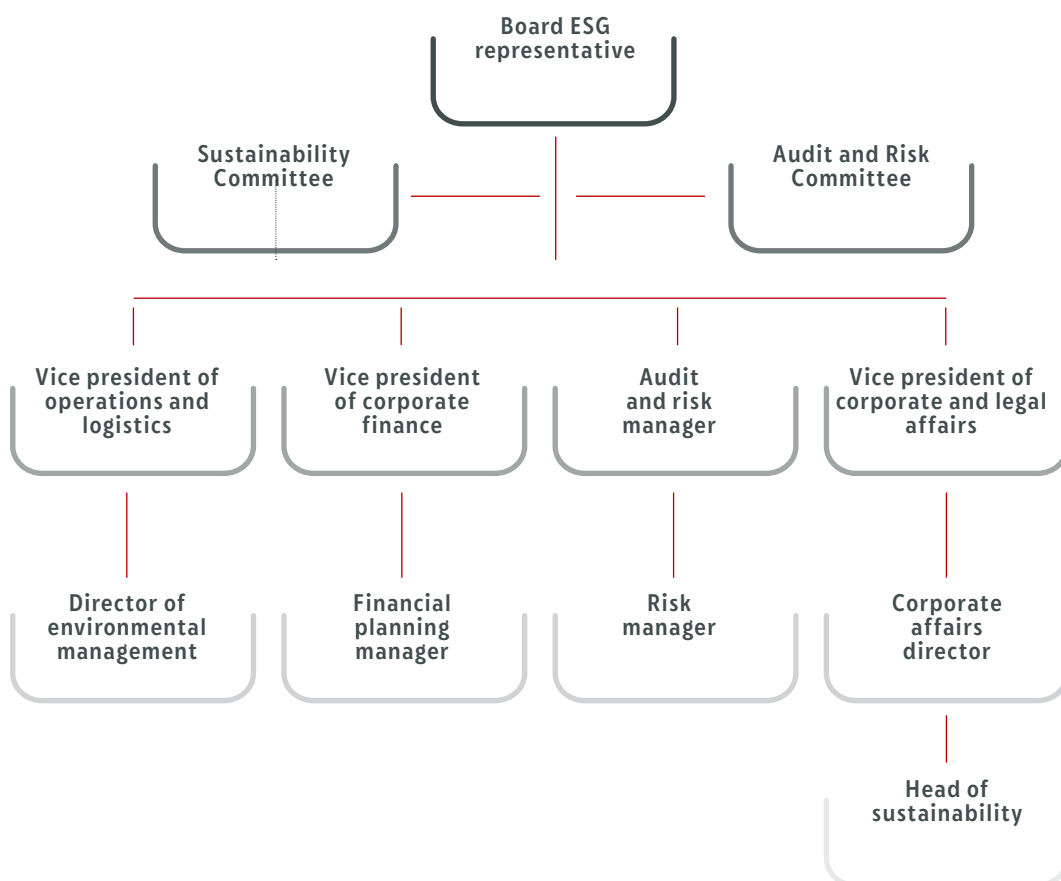 Board ESG
representative
Sustainability
Committee
Audit and Risk
Committee
Vice president of
operations and
logistics
Vice president
of corporate
finance
Audit
and risk
manager
Vice president of
corporate and legal
affairs
Director of
environmental
management
Financial
planning
manager
Risk
manager
Corporate
affairs
director
Head of
sustainability